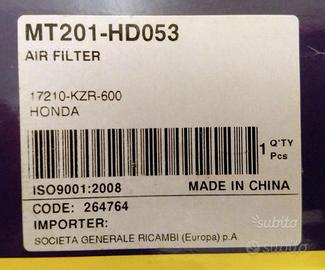 MT201-HD053
AIR FILTER
17210-KZR-600
HONDA
1 Q'TY
Pcs
ISO9001:2008 MADE IN CHINA
CODE: 264764
IMPORTER:
SOCIETA GENERALE RICAMBI (Europa) p.A
subito